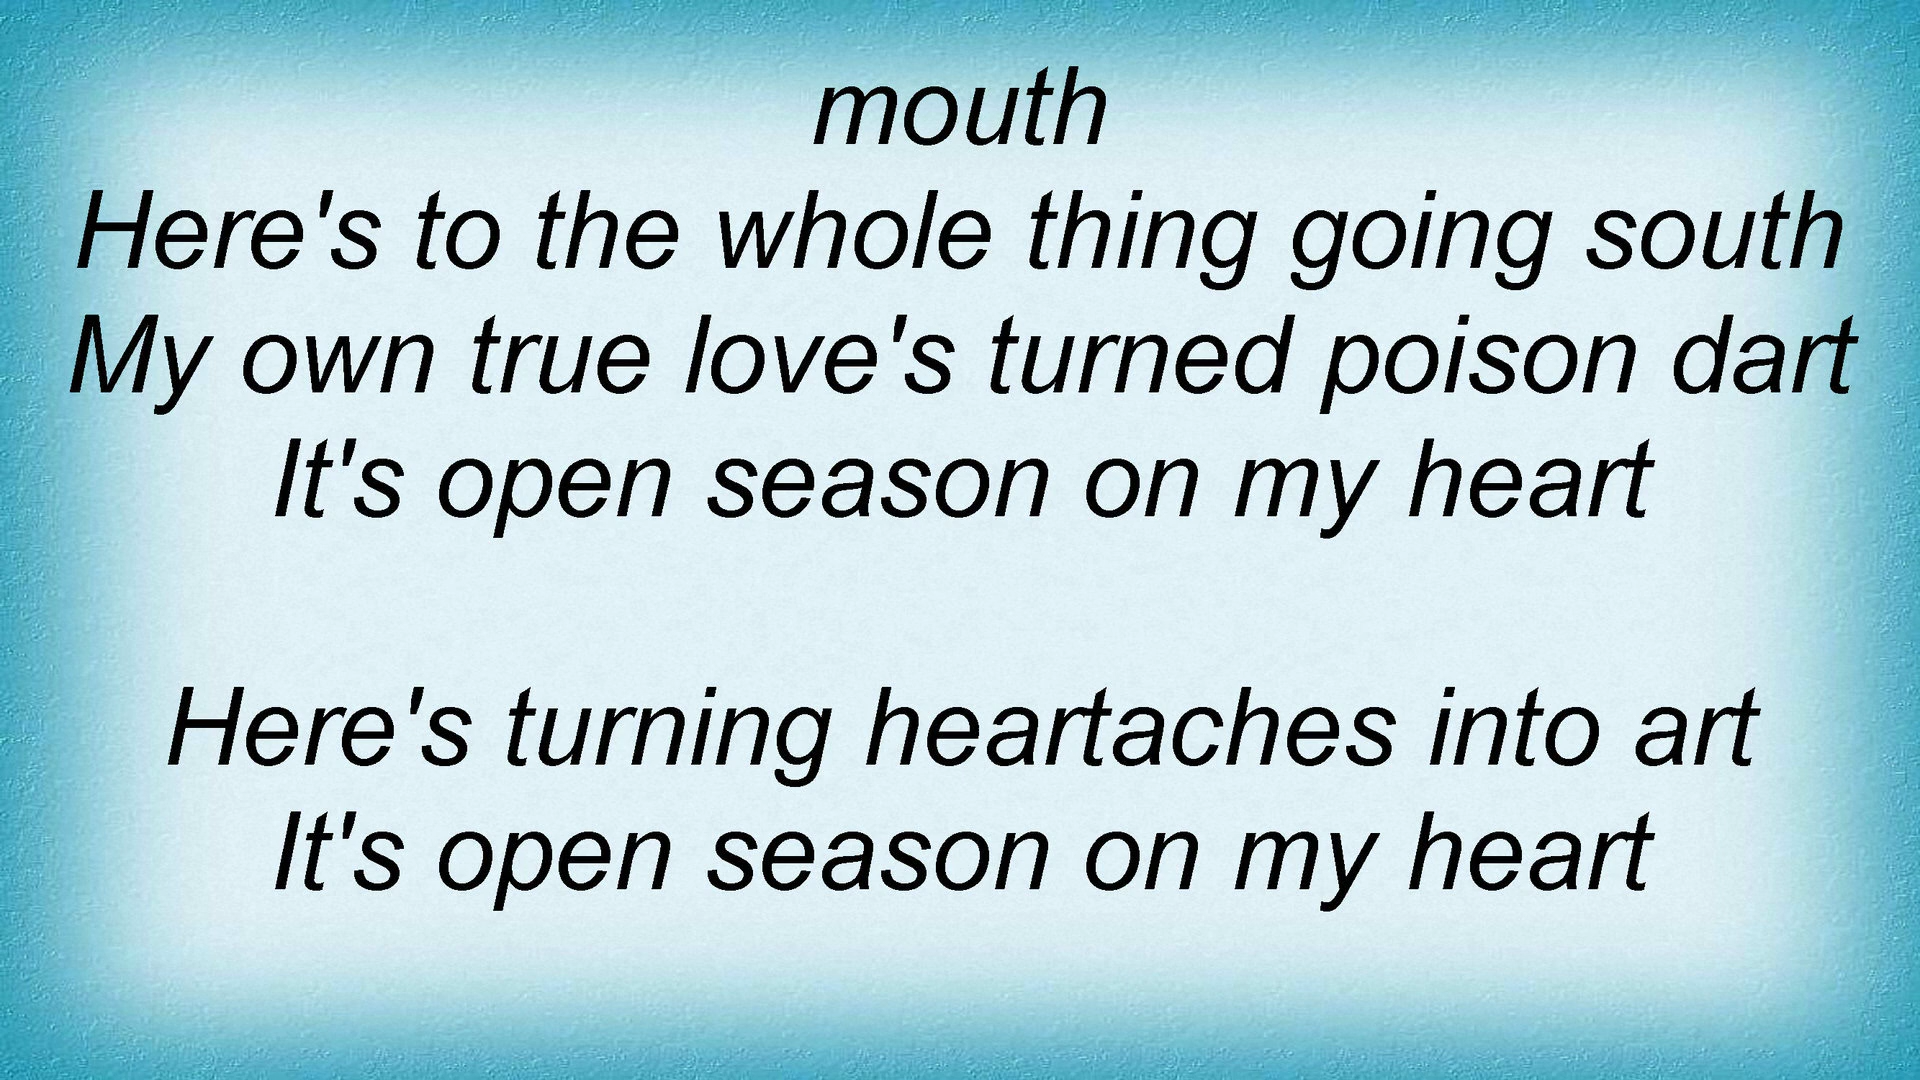 mouth
Here's to the whole thing going south
My own true love's turned poison dart
It's open season on my heart
Here's turning heartaches into art
It's open season on my heart